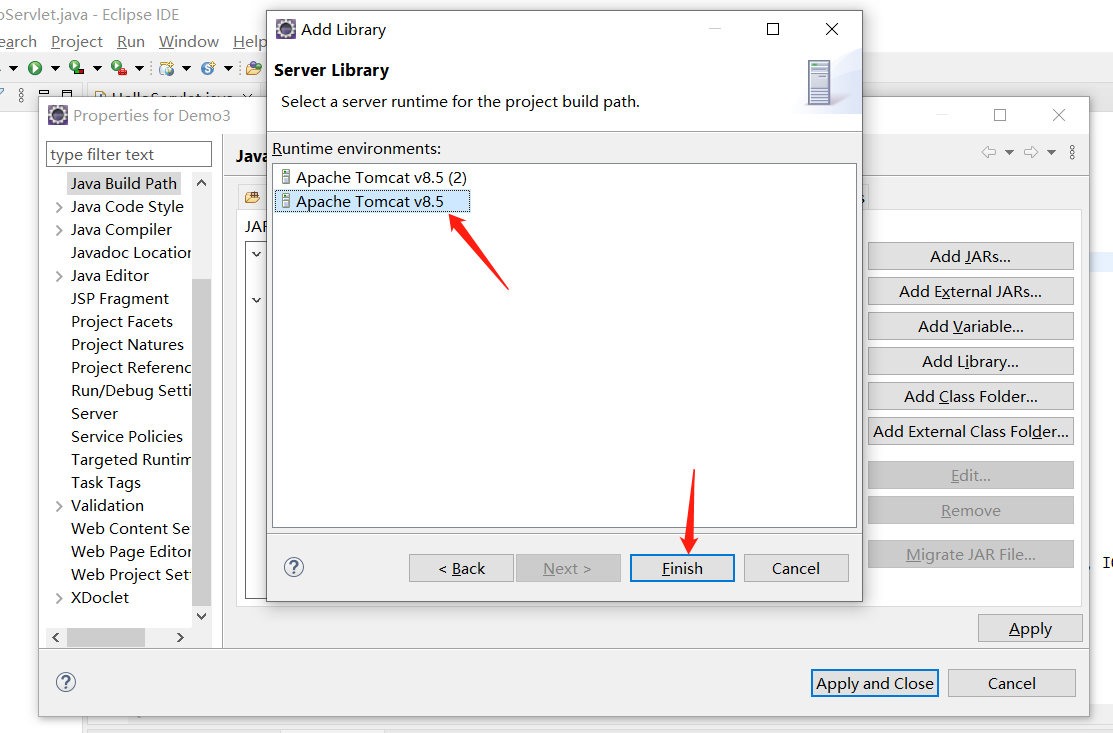 oServlet.java - Eclipse IDE
earch Project Run Window Help
HelloServlet.java
Properties for Demo3
type filter text
Java Build Path
Java Code Style
Java Compiler
Javadoc Location
Java Editor
JSP Fragment
Project Facets
Project Natures
Project Referenc
Run/Debug Setti
Server
Service Policies
Targeted Runtim
Task Tags
Validation
Web Content Se
Web Page Editor
Web Project Set
XDoclet
Java
JAR
Add Library
Server Library
Select a server runtime for the project build path.
Runtime environments:
Apache Tomcat v8.5 (2)
Apache Tomcat v8.5
< Back
Next >
Finish
Cancel
Add JARs...
Add External JARs...
Add Variable...
Add Library...
Add Class Folder...
Add External Class Folder...
Edit...
Remove
Migrate JAR File...
Apply
Apply and Close
Cancel